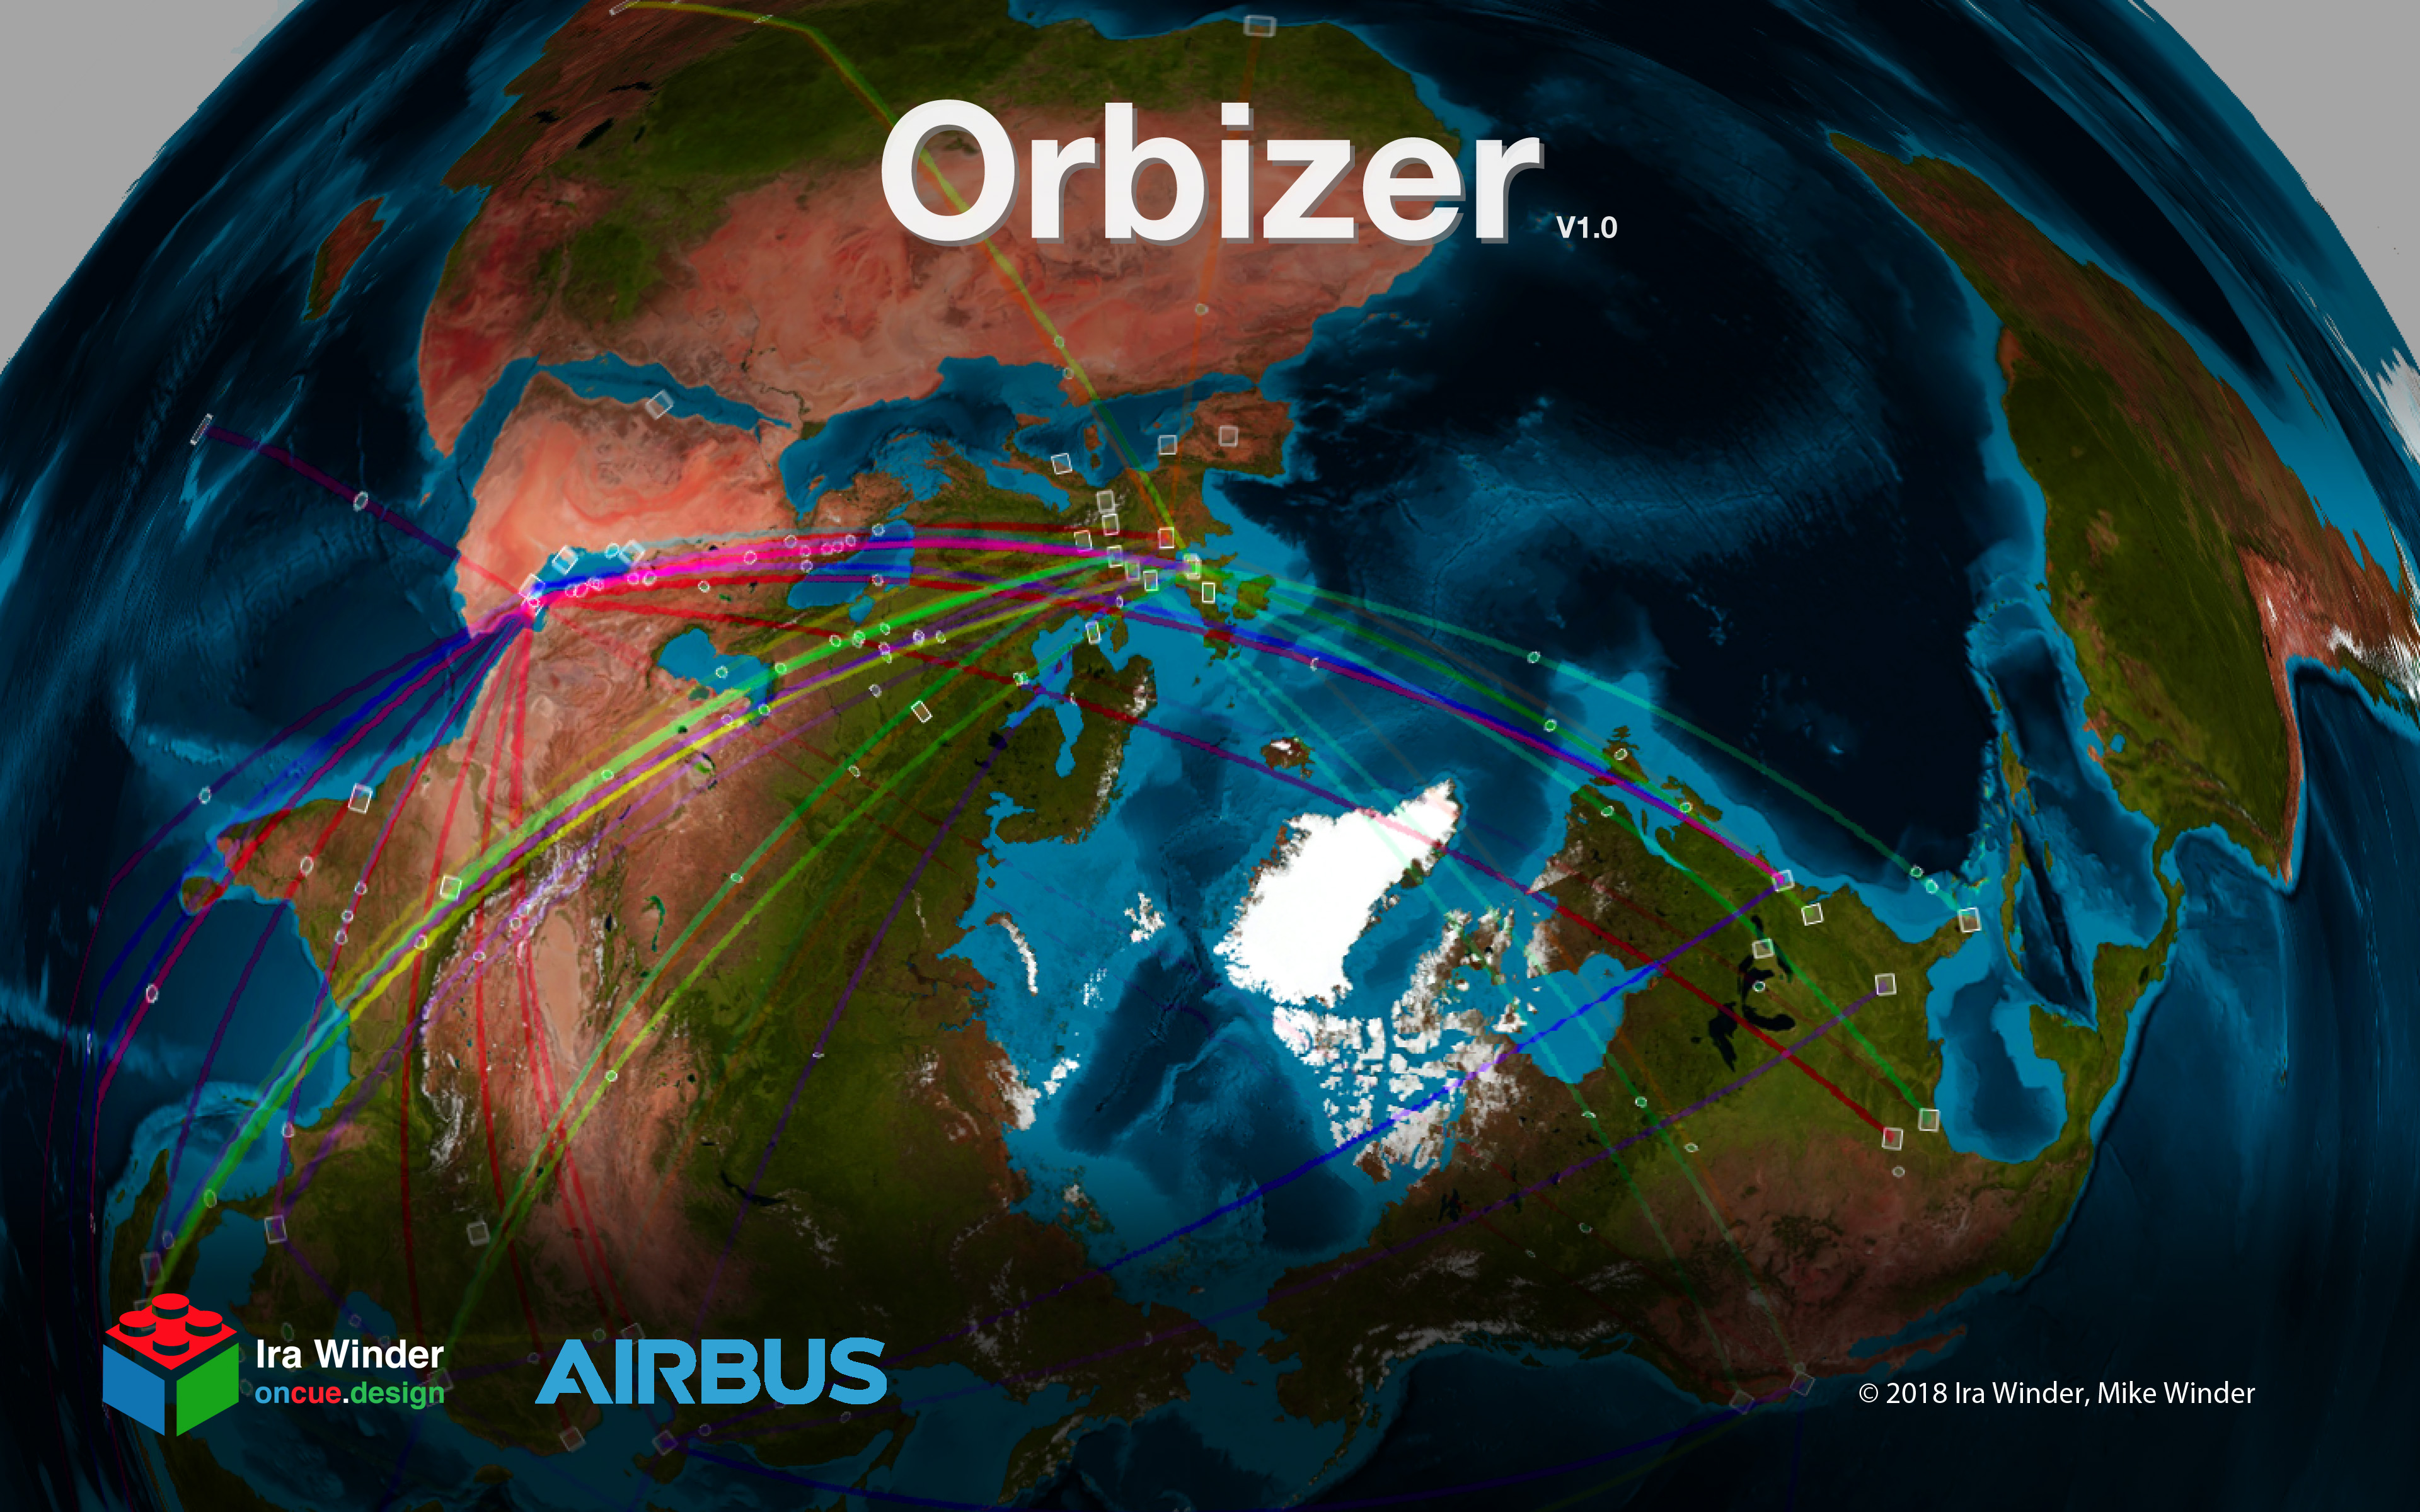 Orbizer V1.0
Ira Winder
oncue.design
AIRBUS
© 2018 Ira Winder, Mike Winder